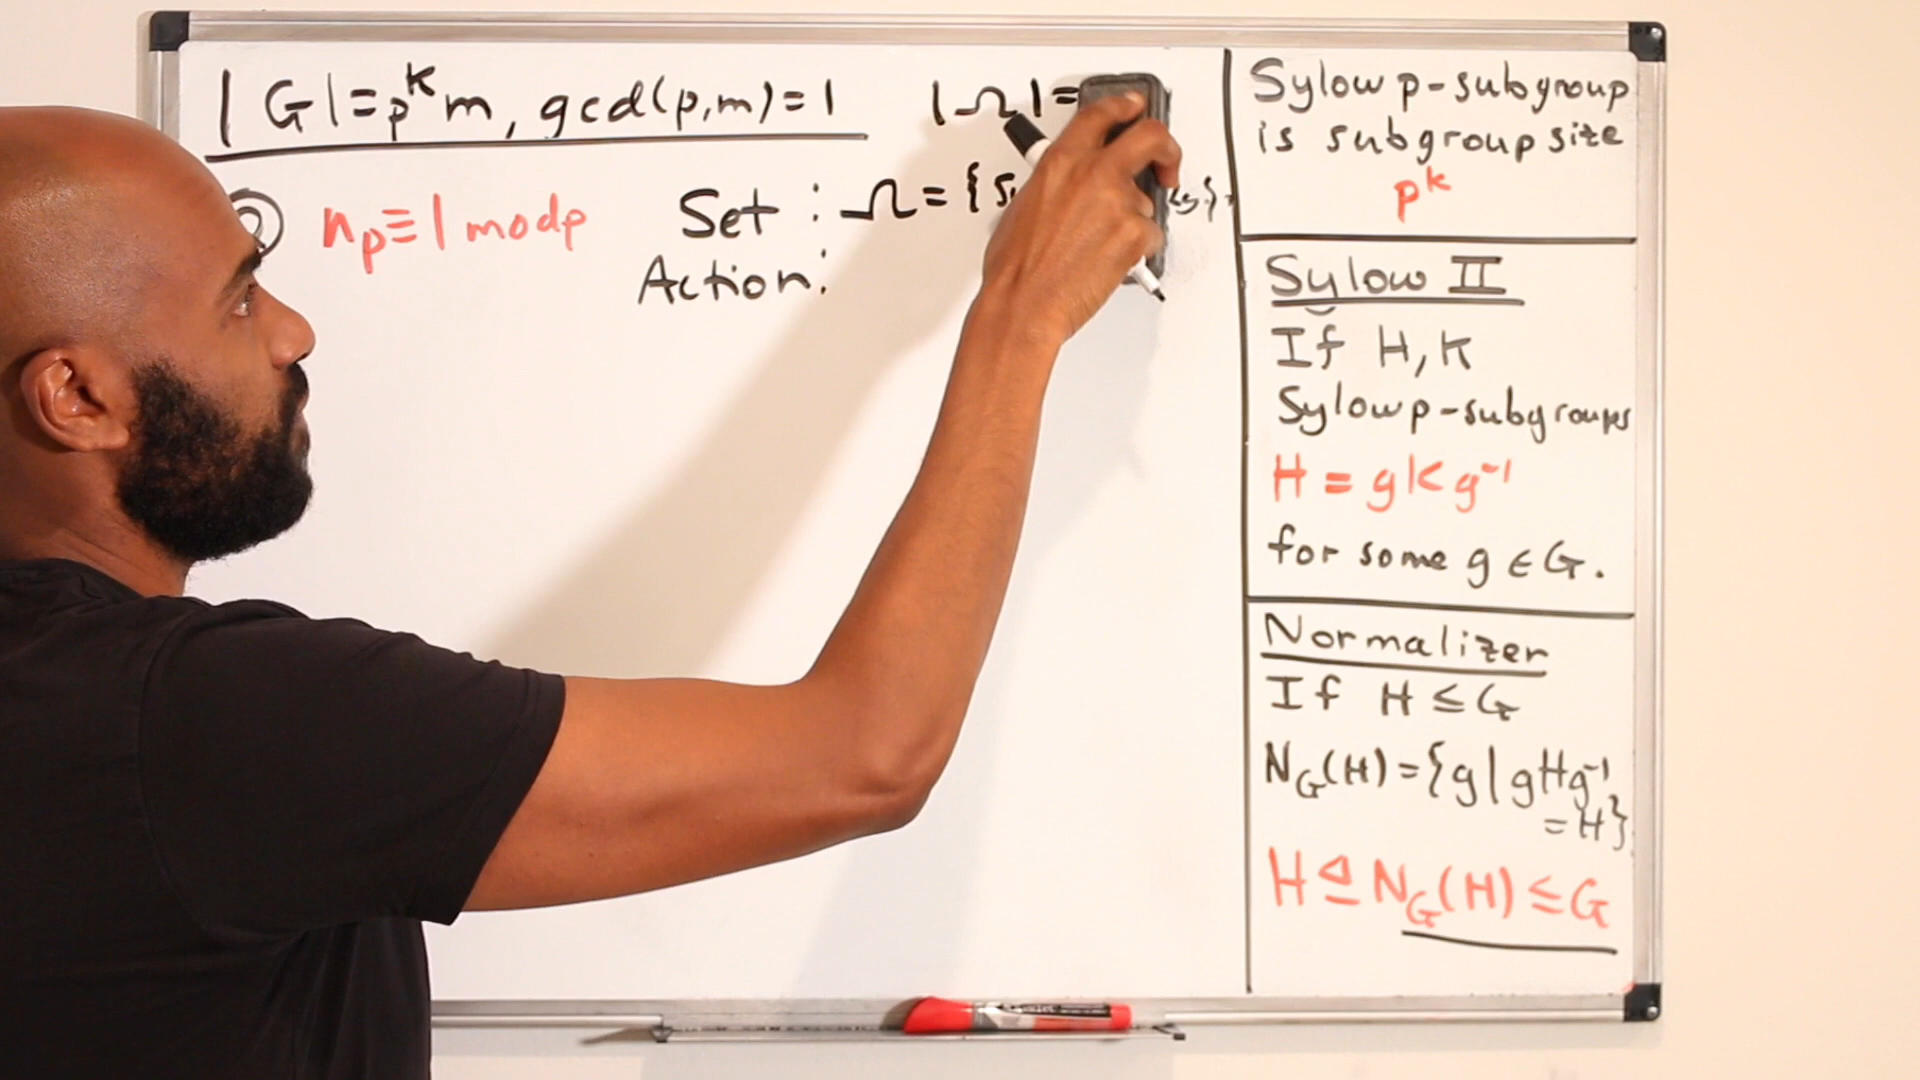 |G|=p^k m, gcd(p,m)=1
|Ω|=
② n_p≡1 mod p
Set: Ω={Sy
Action:
Sylow p-subgroup
is subgroup size
p^k
Sylow II
If H, K
Sylow p-subgroups
H = gKg⁻¹
for some g ∈ G.
Normalizer
If H ≤ G
N_G(H)={g|gHg⁻¹
=H}
H ⊴ N_G(H) ≤ G